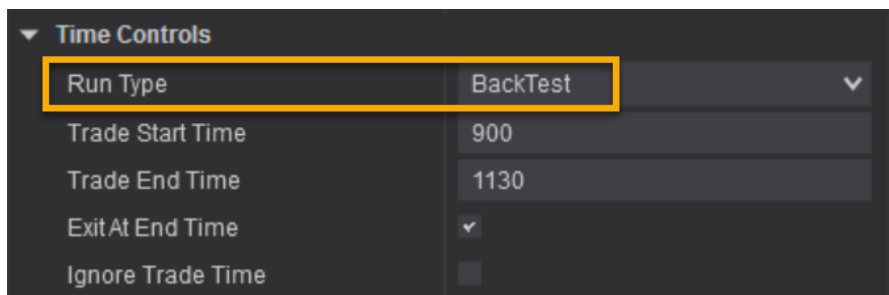 Time Controls
Run Type BackTest
Trade Start Time 900
Trade End Time 1130
Exit At End Time
Ignore Trade Time